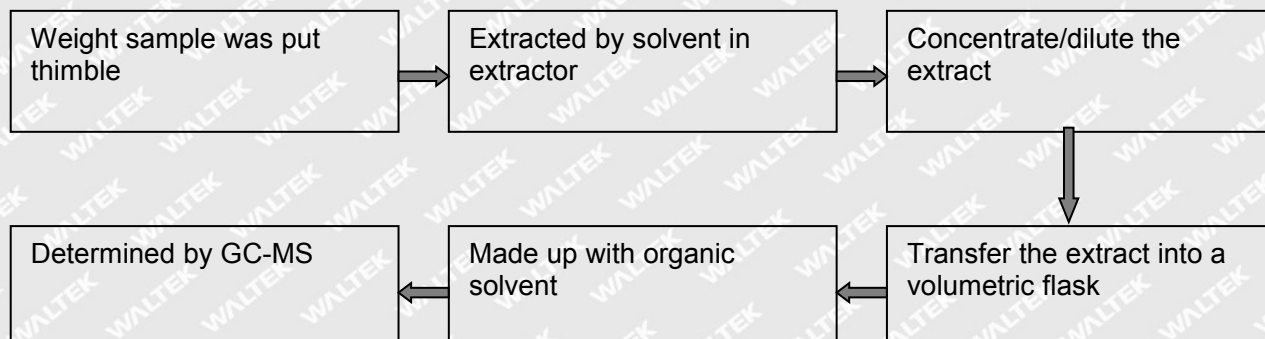 Weight sample was put
thimble
Extracted by solvent in
extractor
Concentrate/dilute the
extract
Transfer the extract into a
volumetric flask
Made up with organic
solvent
Determined by GC-MS